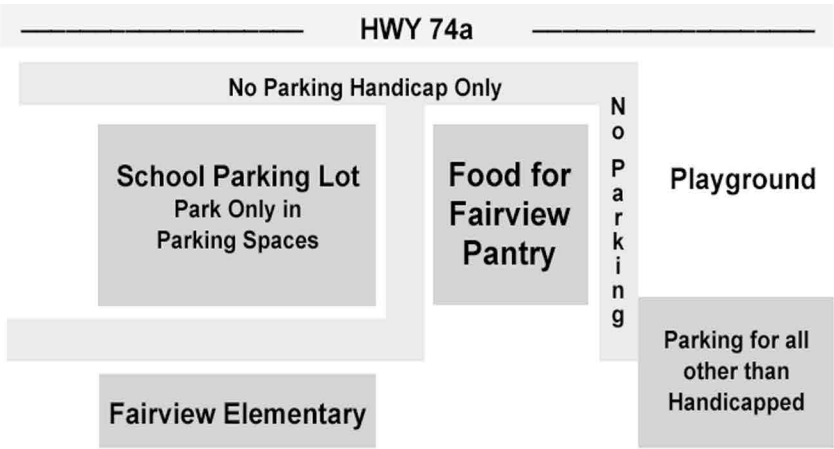 HWY 74a
No Parking Handicap Only
No Parking
School Parking Lot
Park Only in
Parking Spaces
Food for
Fairview
Pantry
Playground
Parking for all
other than
Handicapped
Fairview Elementary